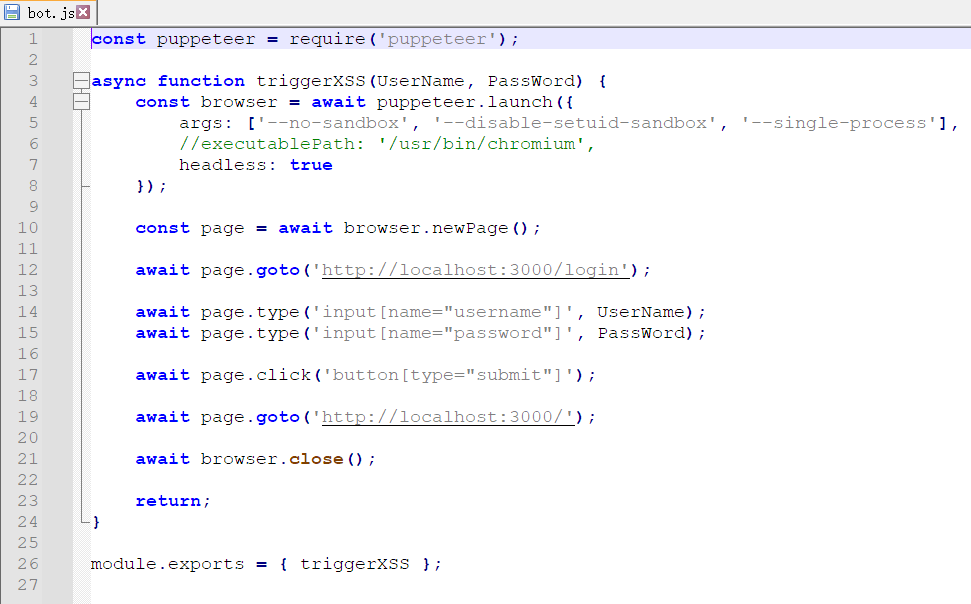 bot.js
1 const puppeteer = require('puppeteer');
2
3 async function triggerXSS(UserName, PassWord) {
4     const browser = await puppeteer.launch({
5         args: ['--no-sandbox', '--disable-setuid-sandbox', '--single-process'],
6         //executablePath: '/usr/bin/chromium',
7         headless: true
8     });
9
10     const page = await browser.newPage();
11
12     await page.goto('http://localhost:3000/login');
13
14     await page.type('input[name="username"]', UserName);
15     await page.type('input[name="password"]', PassWord);
16
17     await page.click('button[type="submit"]');
18
19     await page.goto('http://localhost:3000/');
20
21     await browser.close();
22
23     return;
24 }
25
26 module.exports = { triggerXSS };
27